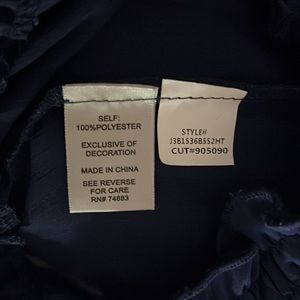 SELF:
100%POLYESTER
EXCLUSIVE OF
DECORATION
MADE IN CHINA
SEE REVERSE
FOR CARE
RN# 74883
STYLE#
J3B1536B552HT
CUT#905090